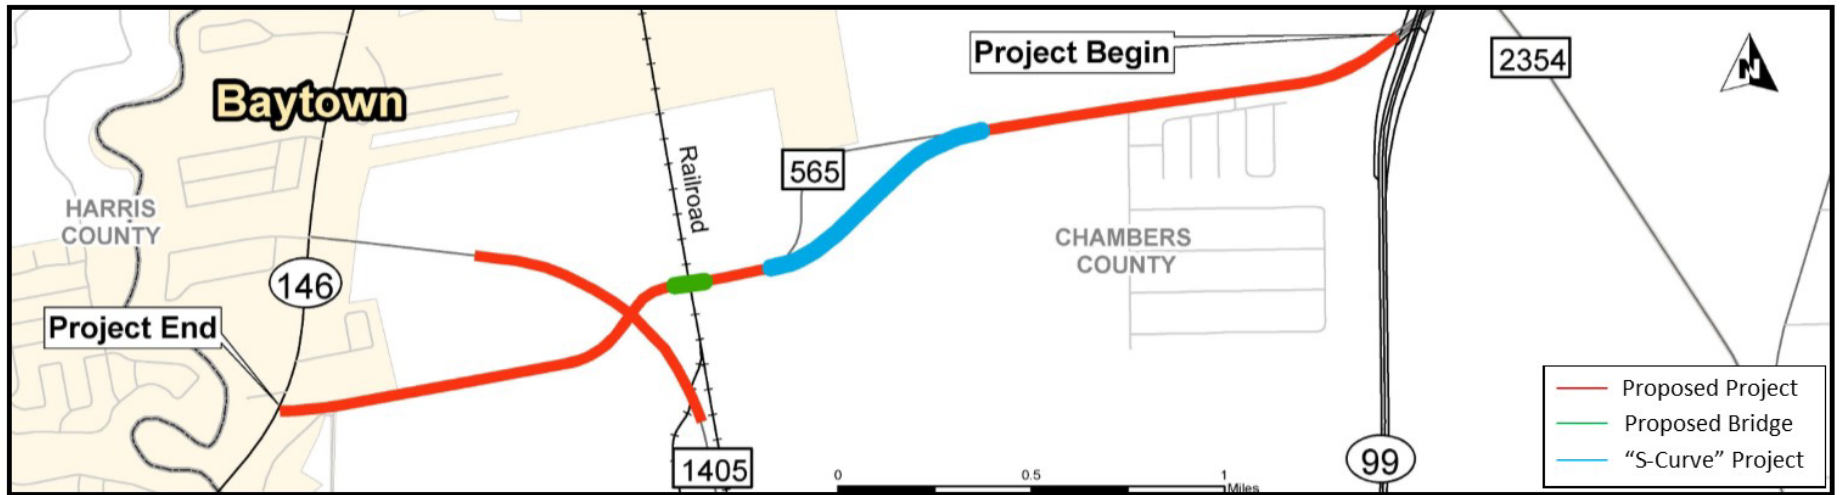 Project Begin
2354
N
Baytown
Railroad
565
HARRIS
COUNTY
CHAMBERS
COUNTY
146
Project End
1405
99
0
0.5
1
Miles
Proposed Project
Proposed Bridge
“S-Curve” Project